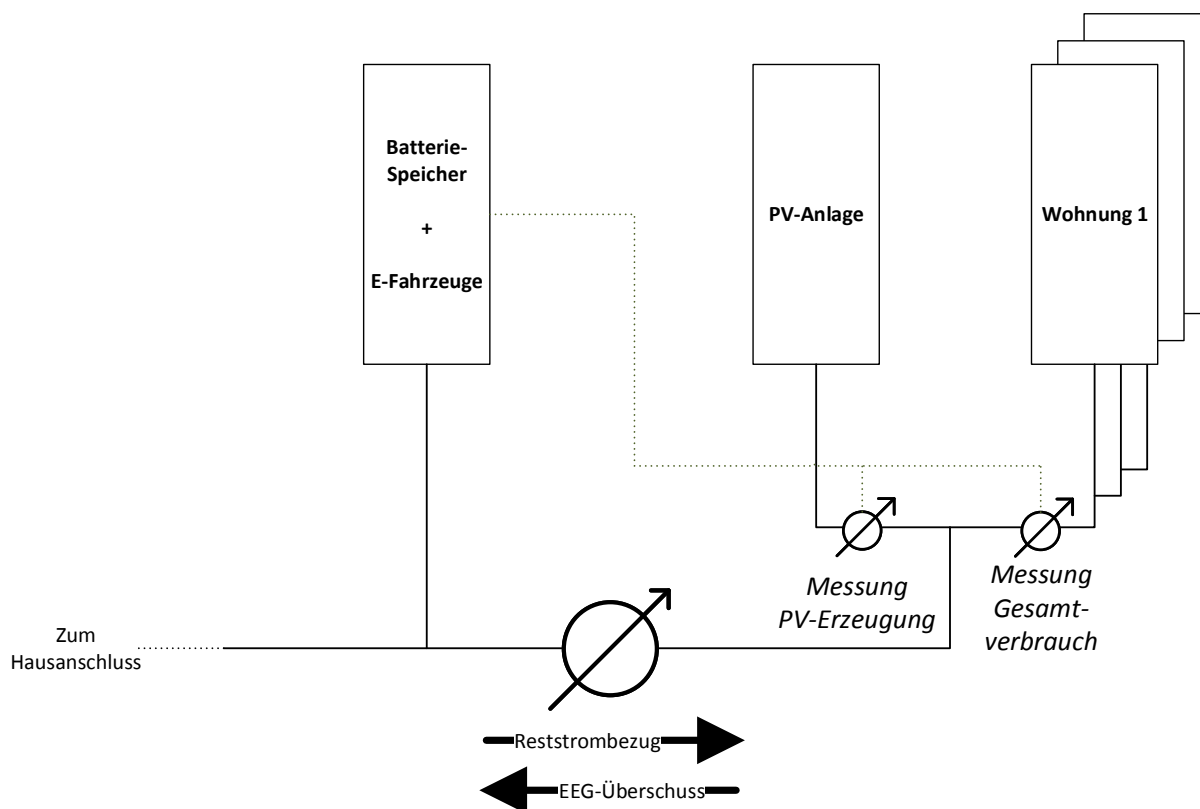 Batterie-
Speicher
+
E-Fahrzeuge
PV-Anlage
Wohnung 1
Messung
PV-Erzeugung
Messung
Gesamt-
verbrauch
Zum
Hausanschluss
Reststrombezug
EEG-Überschuss